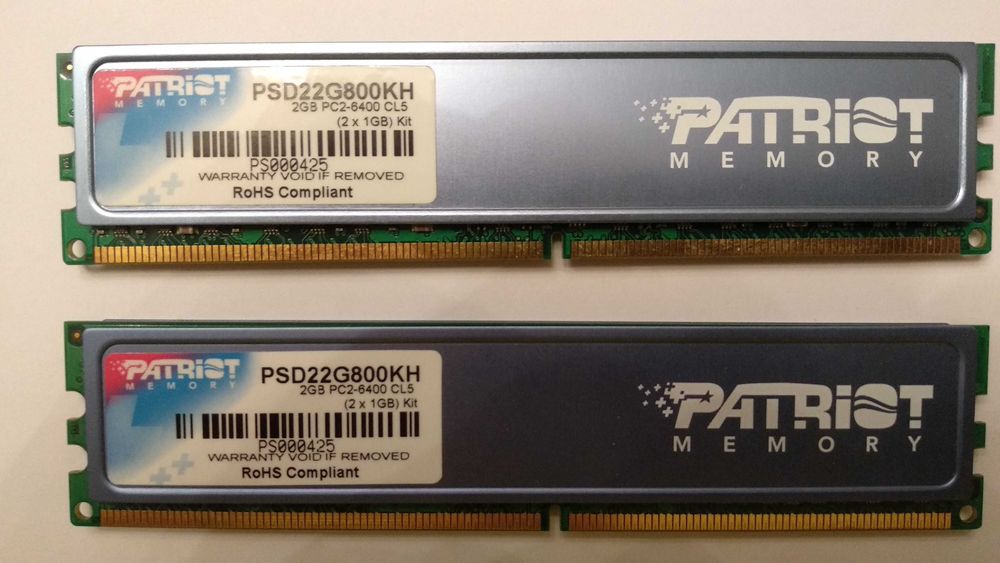 PATRIOT
MEMORY
PSD22G800KH
2GB PC2-6400 CL5
(2 x 1GB) Kit
PS000425
WARRANTY VOID IF REMOVED
RoHS Compliant
PATRIOT
MEMORY
PATRIOT
MEMORY
PSD22G800KH
2GB PC2-6400 CL5
(2 x 1GB) Kit
PS000425
WARRANTY VOID IF REMOVED
RoHS Compliant
PATRIOT
MEMORY